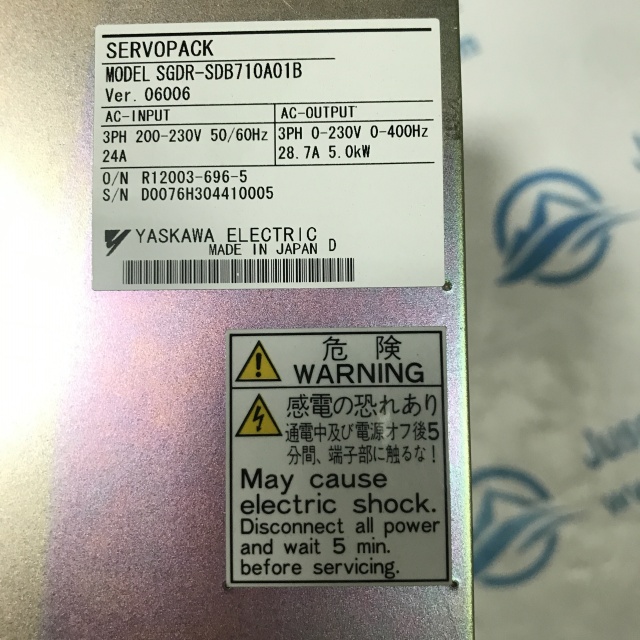 SERVOPACK
MODEL SGDR-SDB710A01B
Ver. 06006
AC-INPUT AC-OUTPUT
3PH 200-230V 50/60Hz 3PH 0-230V 0-400Hz
24A 28.7A 5.0kW
O/N R12003-696-5
S/N D0076H304410005
YASKAWA ELECTRIC
MADE IN JAPAN D
危 険
WARNING
感電の恐れあり
通電中及び電源オフ後5
分間、端子部に触るな!
May cause
electric shock.
Disconnect all power
and wait 5 min.
before servicing.